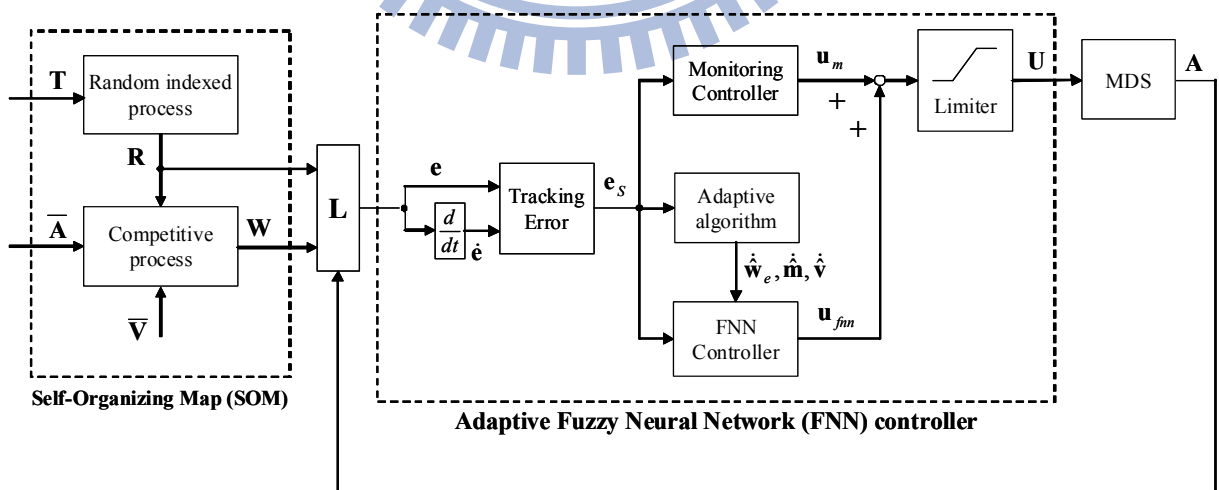 T
Random indexed
process
R
A̅
Competitive
process
W
V̅
Self-Organizing Map (SOM)
L
e
d
dt
ė
Tracking
Error
e_S
Monitoring
Controller
u_m
+
+
Adaptive
algorithm
ŵ̇_e, m̂̇, v̂̇
FNN
Controller
u_fnn
Limiter
U
MDS
A
Adaptive Fuzzy Neural Network (FNN) controller